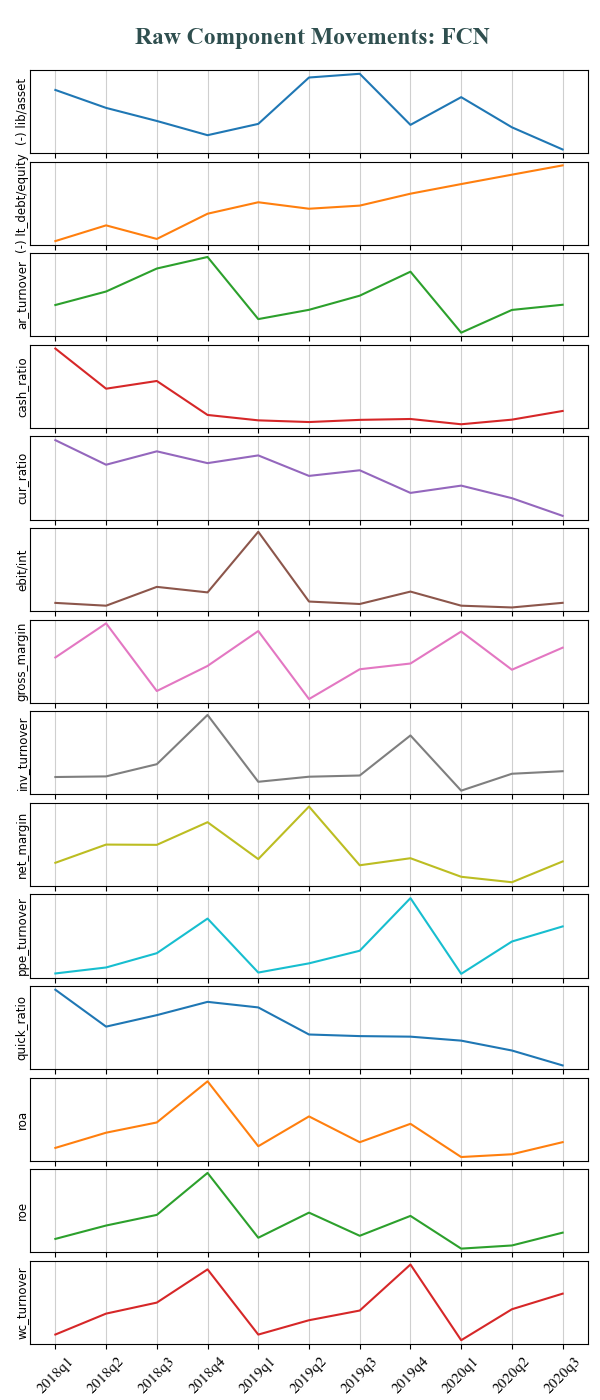 Raw Component Movements: FCN
(-) lib/asset
(-) lt_debt/equity
ar_turnover
cash_ratio
cur_ratio
ebit/int
gross_margin
inv_turnover
net_margin
ppe_turnover
quick_ratio
roa
roe
wc_turnover
2018q1 2018q2 2018q3 2018q4 2019q1 2019q2 2019q3 2019q4 2020q1 2020q2 2020q3